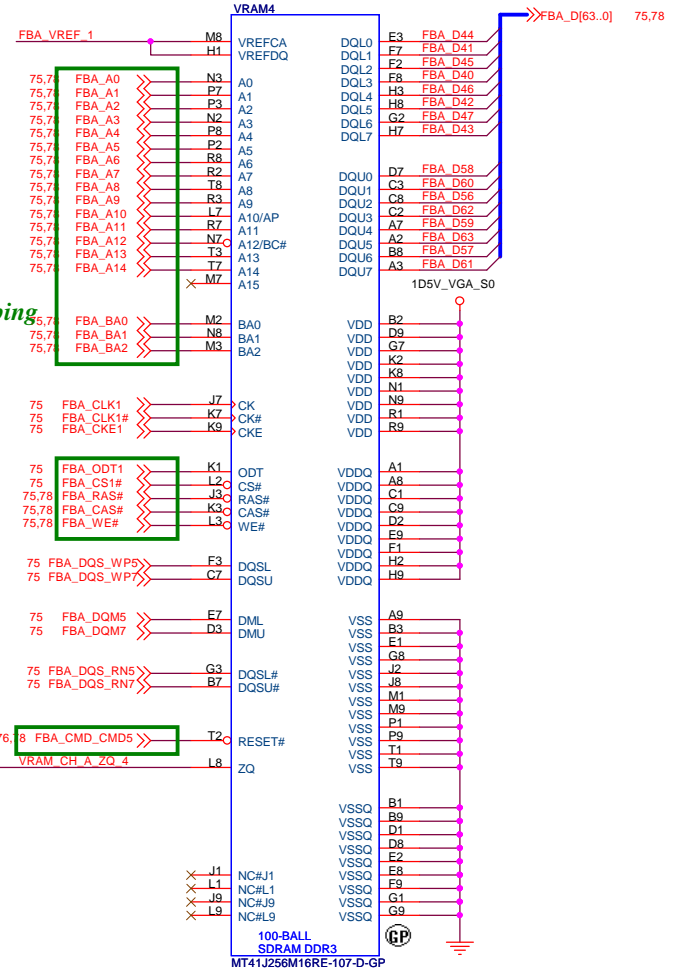 VRAM4
FBA_D[63..0] 75,78
FBA_VREF_1 M8 VREFCA
H1 VREFDQ
75,78 FBA_A0 N3 A0
75,78 FBA_A1 P7 A1
75,78 FBA_A2 P3 A2
75,78 FBA_A3 N2 A3
75,78 FBA_A4 P8 A4
75,78 FBA_A5 P2 A5
75,78 FBA_A6 R8 A6
75,78 FBA_A7 R2 A7
75,78 FBA_A8 T8 A8
75,78 FBA_A9 R3 A9
75,78 FBA_A10 L7 A10/AP
75,78 FBA_A11 R7 A11
75,78 FBA_A12 N7 A12/BC#
75,78 FBA_A13 T3 A13
75,78 FBA_A14 T7 A14
M7 A15
ping
75,78 FBA_BA0 M2 BA0
75,78 FBA_BA1 N8 BA1
75,78 FBA_BA2 M3 BA2
75 FBA_CLK1 J7 CK
75 FBA_CLK1# K7 CK#
75 FBA_CKE1 K9 CKE
75 FBA_ODT1 K1 ODT
75 FBA_CS1# L2 CS#
75,78 FBA_RAS# J3 RAS#
75,78 FBA_CAS# K3 CAS#
75,78 FBA_WE# L3 WE#
75 FBA_DQS_WP5 F3 DQSL
75 FBA_DQS_WP7 C7 DQSU
75 FBA_DQM5 E7 DML
75 FBA_DQM7 D3 DMU
75 FBA_DQS_RN5 G3 DQSL#
75 FBA_DQS_RN7 B7 DQSU#
76,78 FBA_CMD_CMD5 T2 RESET#
VRAM_CH_A_ZQ_4 L8 ZQ
J1 NC#J1
L1 NC#L1
J9 NC#J9
L9 NC#L9
DQL0 E3 FBA_D44
DQL1 F7 FBA_D41
DQL2 F2 FBA_D45
DQL3 F8 FBA_D40
DQL4 H3 FBA_D46
DQL5 H8 FBA_D42
DQL6 G2 FBA_D47
DQL7 H7 FBA_D43
DQU0 D7 FBA_D58
DQU1 C3 FBA_D60
DQU2 C8 FBA_D56
DQU3 C2 FBA_D62
DQU4 A7 FBA_D59
DQU5 A2 FBA_D63
DQU6 B8 FBA_D57
DQU7 A3 FBA_D61
1D5V_VGA_S0
VDD B2
VDD D9
VDD G7
VDD K2
VDD K8
VDD N1
VDD N9
VDD R1
VDD R9
VDDQ A1
VDDQ A8
VDDQ C1
VDDQ C9
VDDQ D2
VDDQ E9
VDDQ F1
VDDQ H2
VDDQ H9
VSS A9
VSS B3
VSS E1
VSS G8
VSS J2
VSS J8
VSS M1
VSS M9
VSS P1
VSS P9
VSS T1
VSS T9
VSSQ B1
VSSQ B9
VSSQ D1
VSSQ D8
VSSQ E2
VSSQ E8
VSSQ F9
VSSQ G1
VSSQ G9
100-BALL
SDRAM DDR3
GP
MT41J256M16RE-107-D-GP